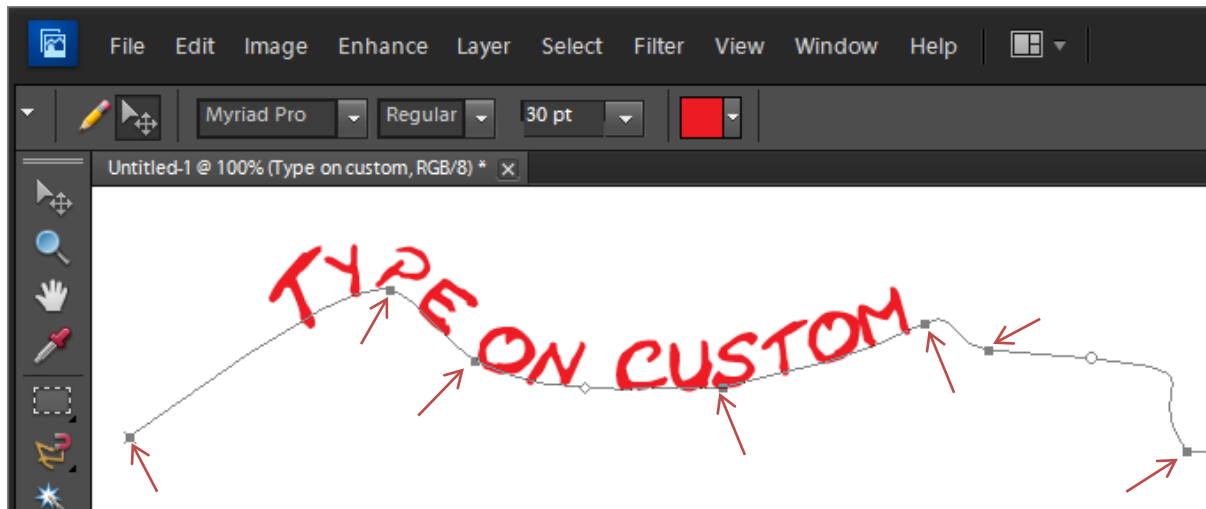 File Edit Image Enhance Layer Select Filter View Window Help
Myriad Pro Regular 30 pt
Untitled-1 @ 100% (Type on custom, RGB/8) *
TYPE ON CUSTOM